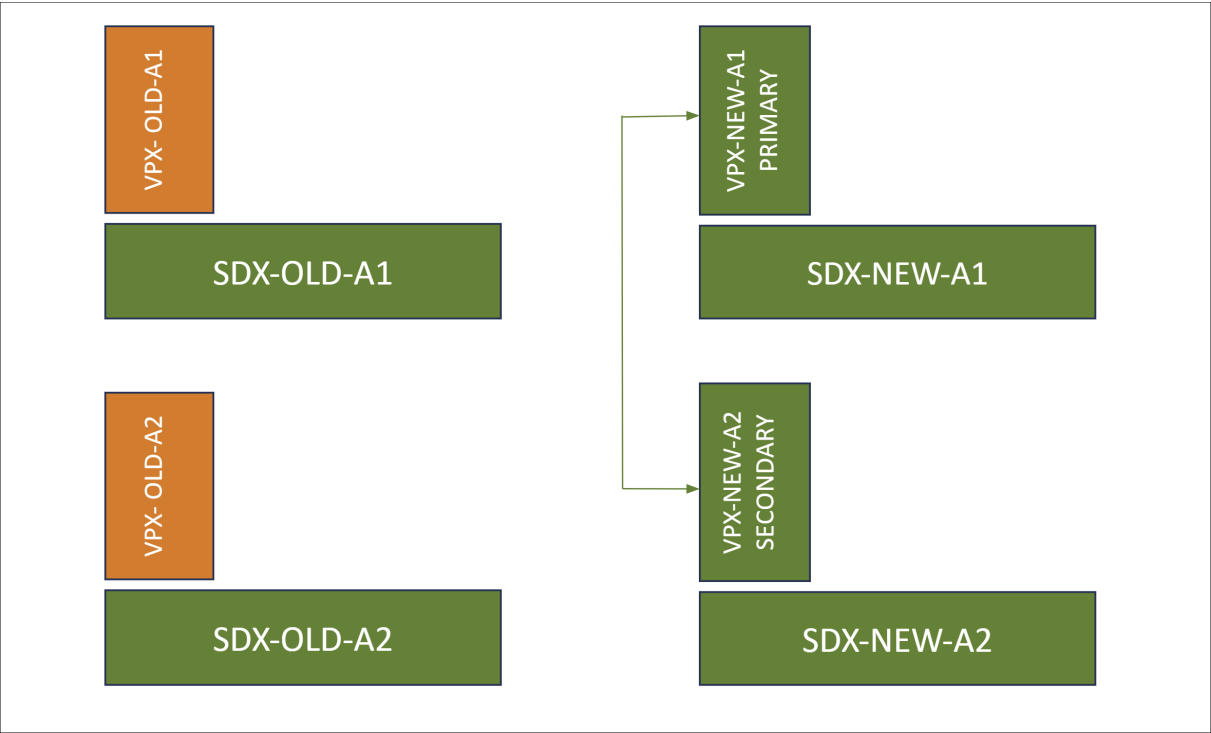 VPX- OLD-A1
SDX-OLD-A1
VPX-NEW-A1
PRIMARY
SDX-NEW-A1
VPX- OLD-A2
SDX-OLD-A2
VPX-NEW-A2
SECONDARY
SDX-NEW-A2